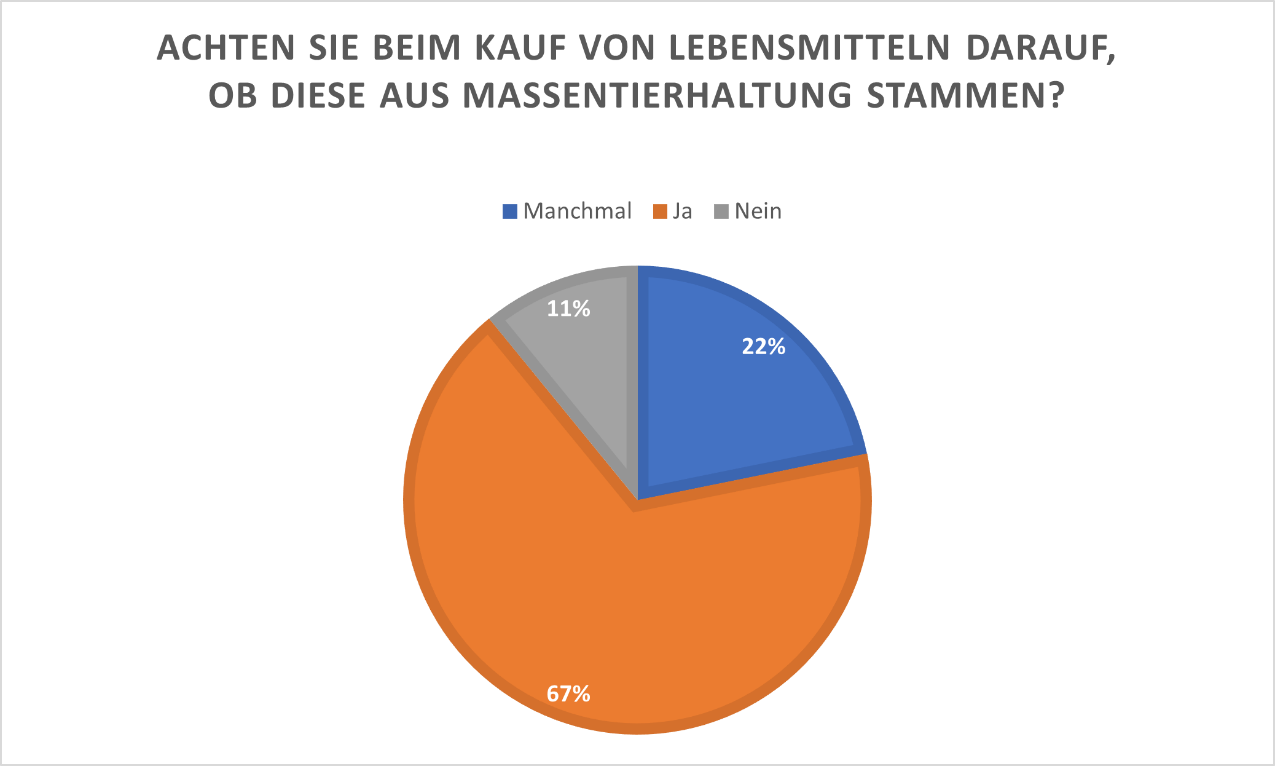 ACHTEN SIE BEIM KAUF VON LEBENSMITTELN DARAUF,
OB DIESE AUS MASSENTIERHALTUNG STAMMEN?
Manchmal Ja Nein
11%
22%
67%